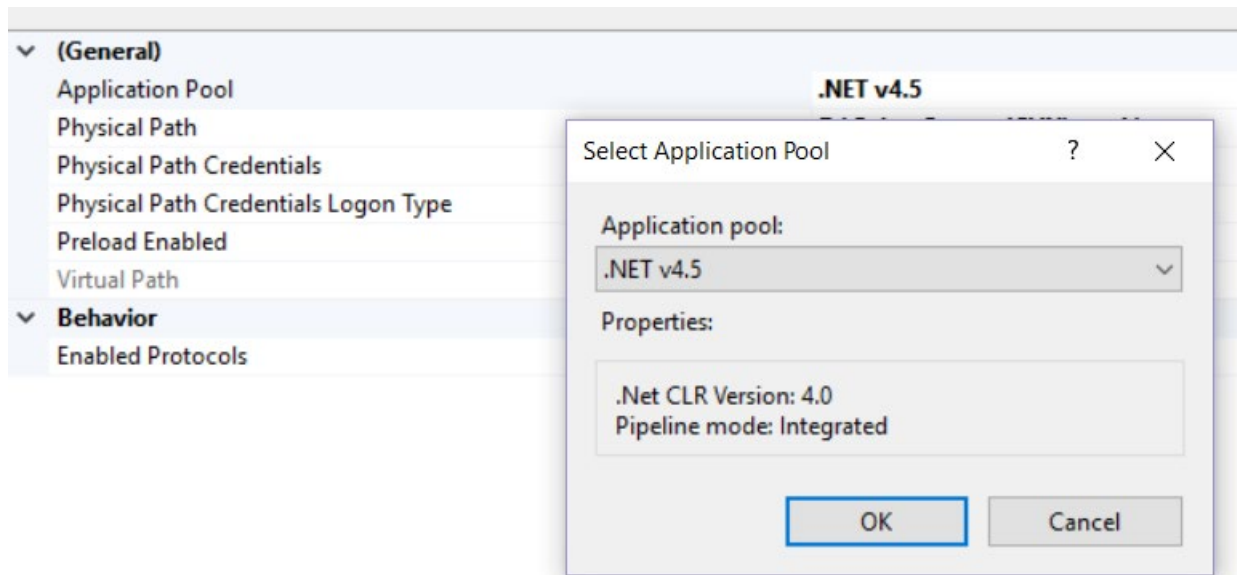 (General)
Application Pool
.NET v4.5
Physical Path
Physical Path Credentials
Physical Path Credentials Logon Type
Preload Enabled
Virtual Path
Behavior
Enabled Protocols
Select Application Pool
?
Application pool:
.NET v4.5
Properties:
.Net CLR Version: 4.0
Pipeline mode: Integrated
OK
Cancel